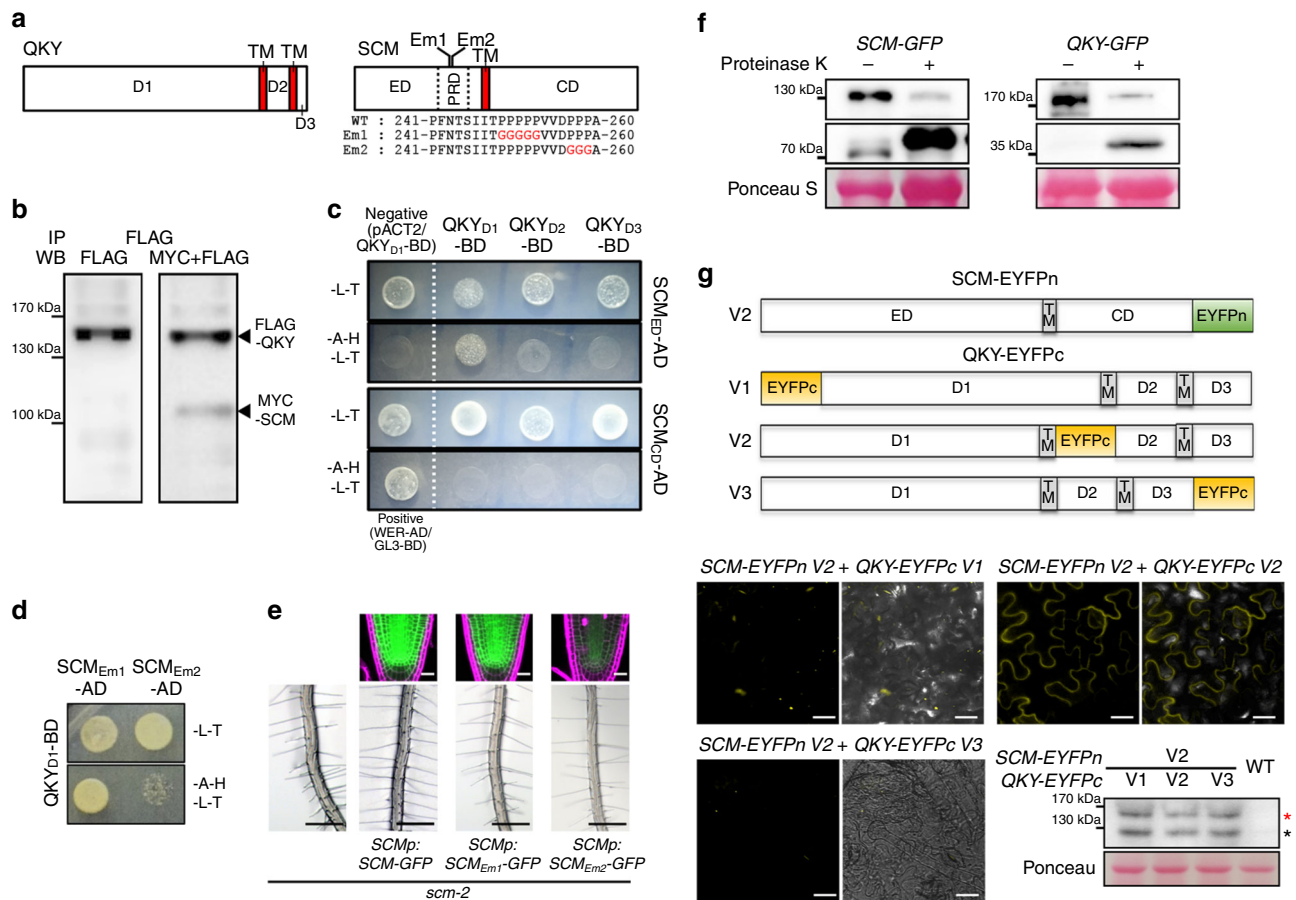 a
QKY
TM TM
D1
D2
D3
SCM
Em1 Em2
TM
ED
PRD
CD
WT : 241-PFNTSIITPPPPPVVDPPPA-260
Em1 : 241-PFNTSIITGGGGGVVDPPPA-260
Em2 : 241-PFNTSIITPPPPPVVDGGGA-260
b
IP FLAG
WB FLAG MYC+FLAG
170 kDa
130 kDa
100 kDa
FLAG
-QKY
MYC
-SCM
c
Negative
(pACT2/
QKYD1-BD)
QKYD1
-BD
QKYD2
-BD
QKYD3
-BD
-L-T
-A-H
-L-T
SCMED-AD
-L-T
-A-H
-L-T
SCMCD-AD
Positive
(WER-AD/
GL3-BD)
d
SCMEm1
-AD
SCMEm2
-AD
QKYD1-BD
-L-T
-A-H
-L-T
e
SCMp:
SCM-GFP
SCMp:
SCMEm1-GFP
SCMp:
SCMEm2-GFP
scm-2
f
SCM-GFP
QKY-GFP
Proteinase K − + − +
130 kDa
70 kDa
170 kDa
35 kDa
Ponceau S
g
SCM-EYFPn
V2 ED TM CD EYFPn
QKY-EYFPc
V1 EYFPc D1 TM D2 TM D3
V2 D1 TM EYFPc D2 TM D3
V3 D1 TM D2 TM D3 EYFPc
SCM-EYFPn V2 + QKY-EYFPc V1
SCM-EYFPn V2 + QKY-EYFPc V2
SCM-EYFPn V2 + QKY-EYFPc V3
SCM-EYFPn V2 WT
QKY-EYFPc V1 V2 V3
170 kDa
130 kDa
*
*
Ponceau